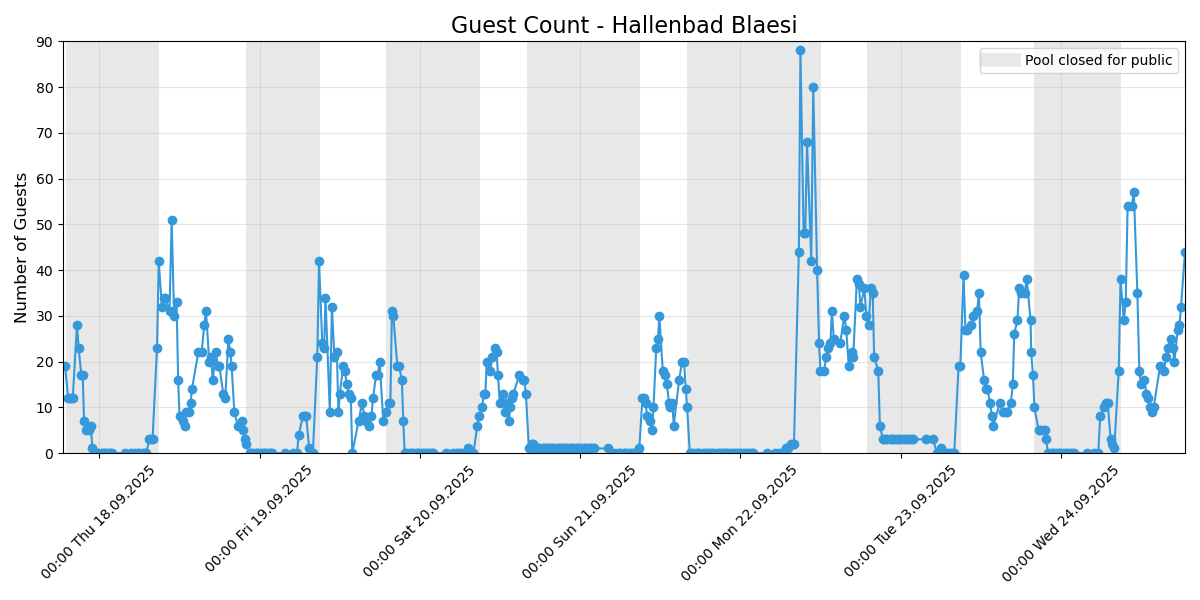 Guest Count - Hallenbad Blaesi
Pool closed for public
Number of Guests
90
80
70
60
50
40
30
20
10
0
00:00 Thu 18.09.2025
00:00 Fri 19.09.2025
00:00 Sat 20.09.2025
00:00 Sun 21.09.2025
00:00 Mon 22.09.2025
00:00 Tue 23.09.2025
00:00 Wed 24.09.2025